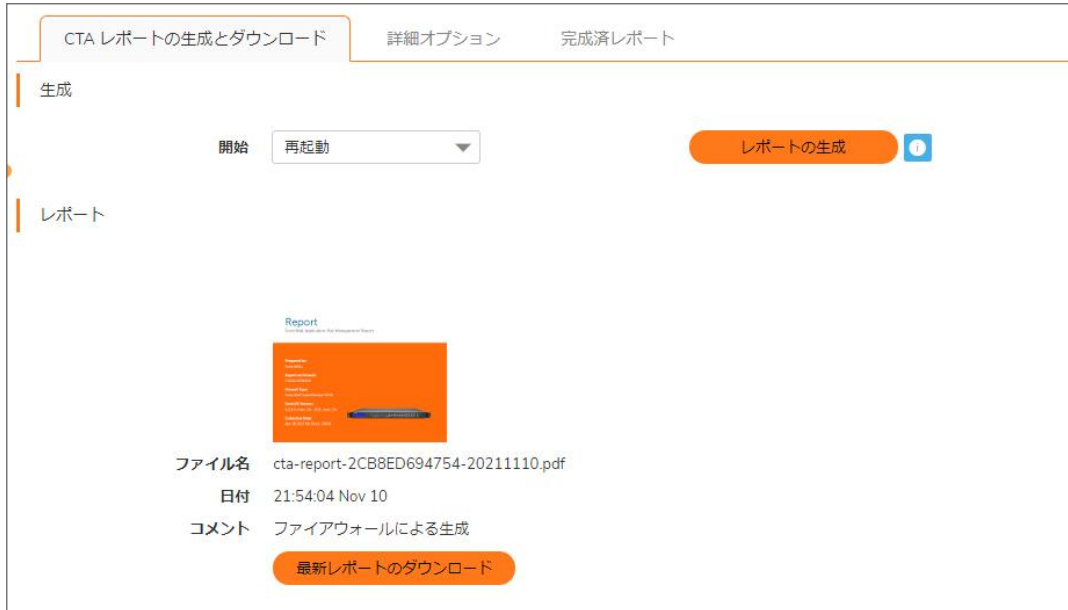 CTA レポートの生成とダウンロード 詳細オプション 完成済レポート
生成
開始 再起動 レポートの生成
レポート
Report
ファイル名 cta-report-2CB8ED694754-20211110.pdf
日付 21:54:04 Nov 10
コメント ファイアウォールによる生成
最新レポートのダウンロード